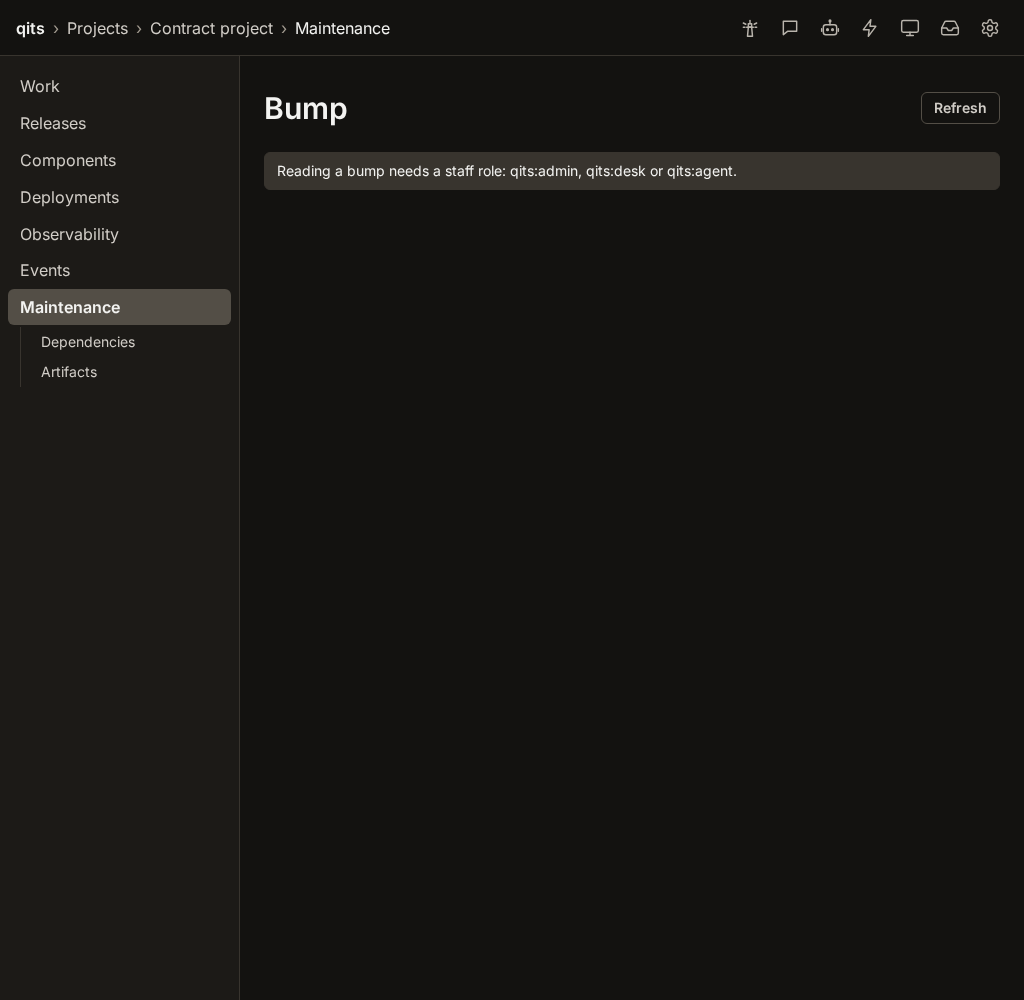 qits › Projects › Contract project › Maintenance
Work
Releases
Components
Deployments
Observability
Events
Maintenance
Dependencies
Artifacts
Bump
Refresh
Reading a bump needs a staff role: qits:admin, qits:desk or qits:agent.